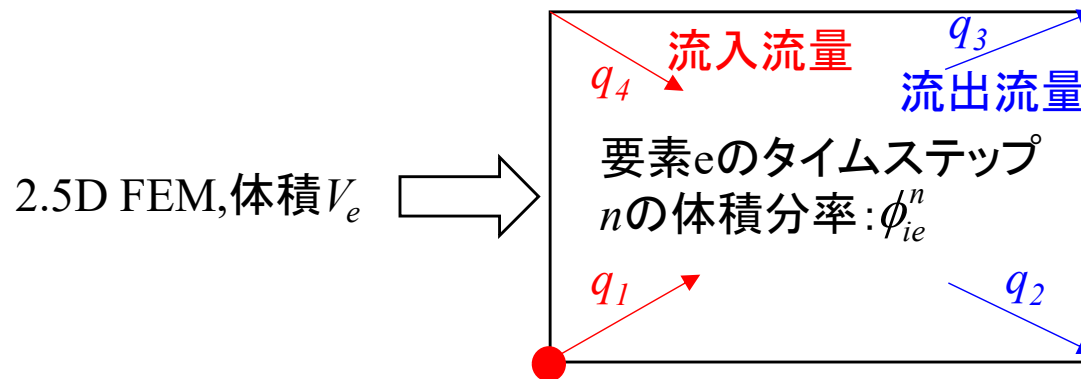 q₃
流入流量
q₄
流出流量
要素eのタイムステップ
2.5D FEM,体積Vₑ
nの体積分率:ϕᵢₑⁿ
q₁
q₂